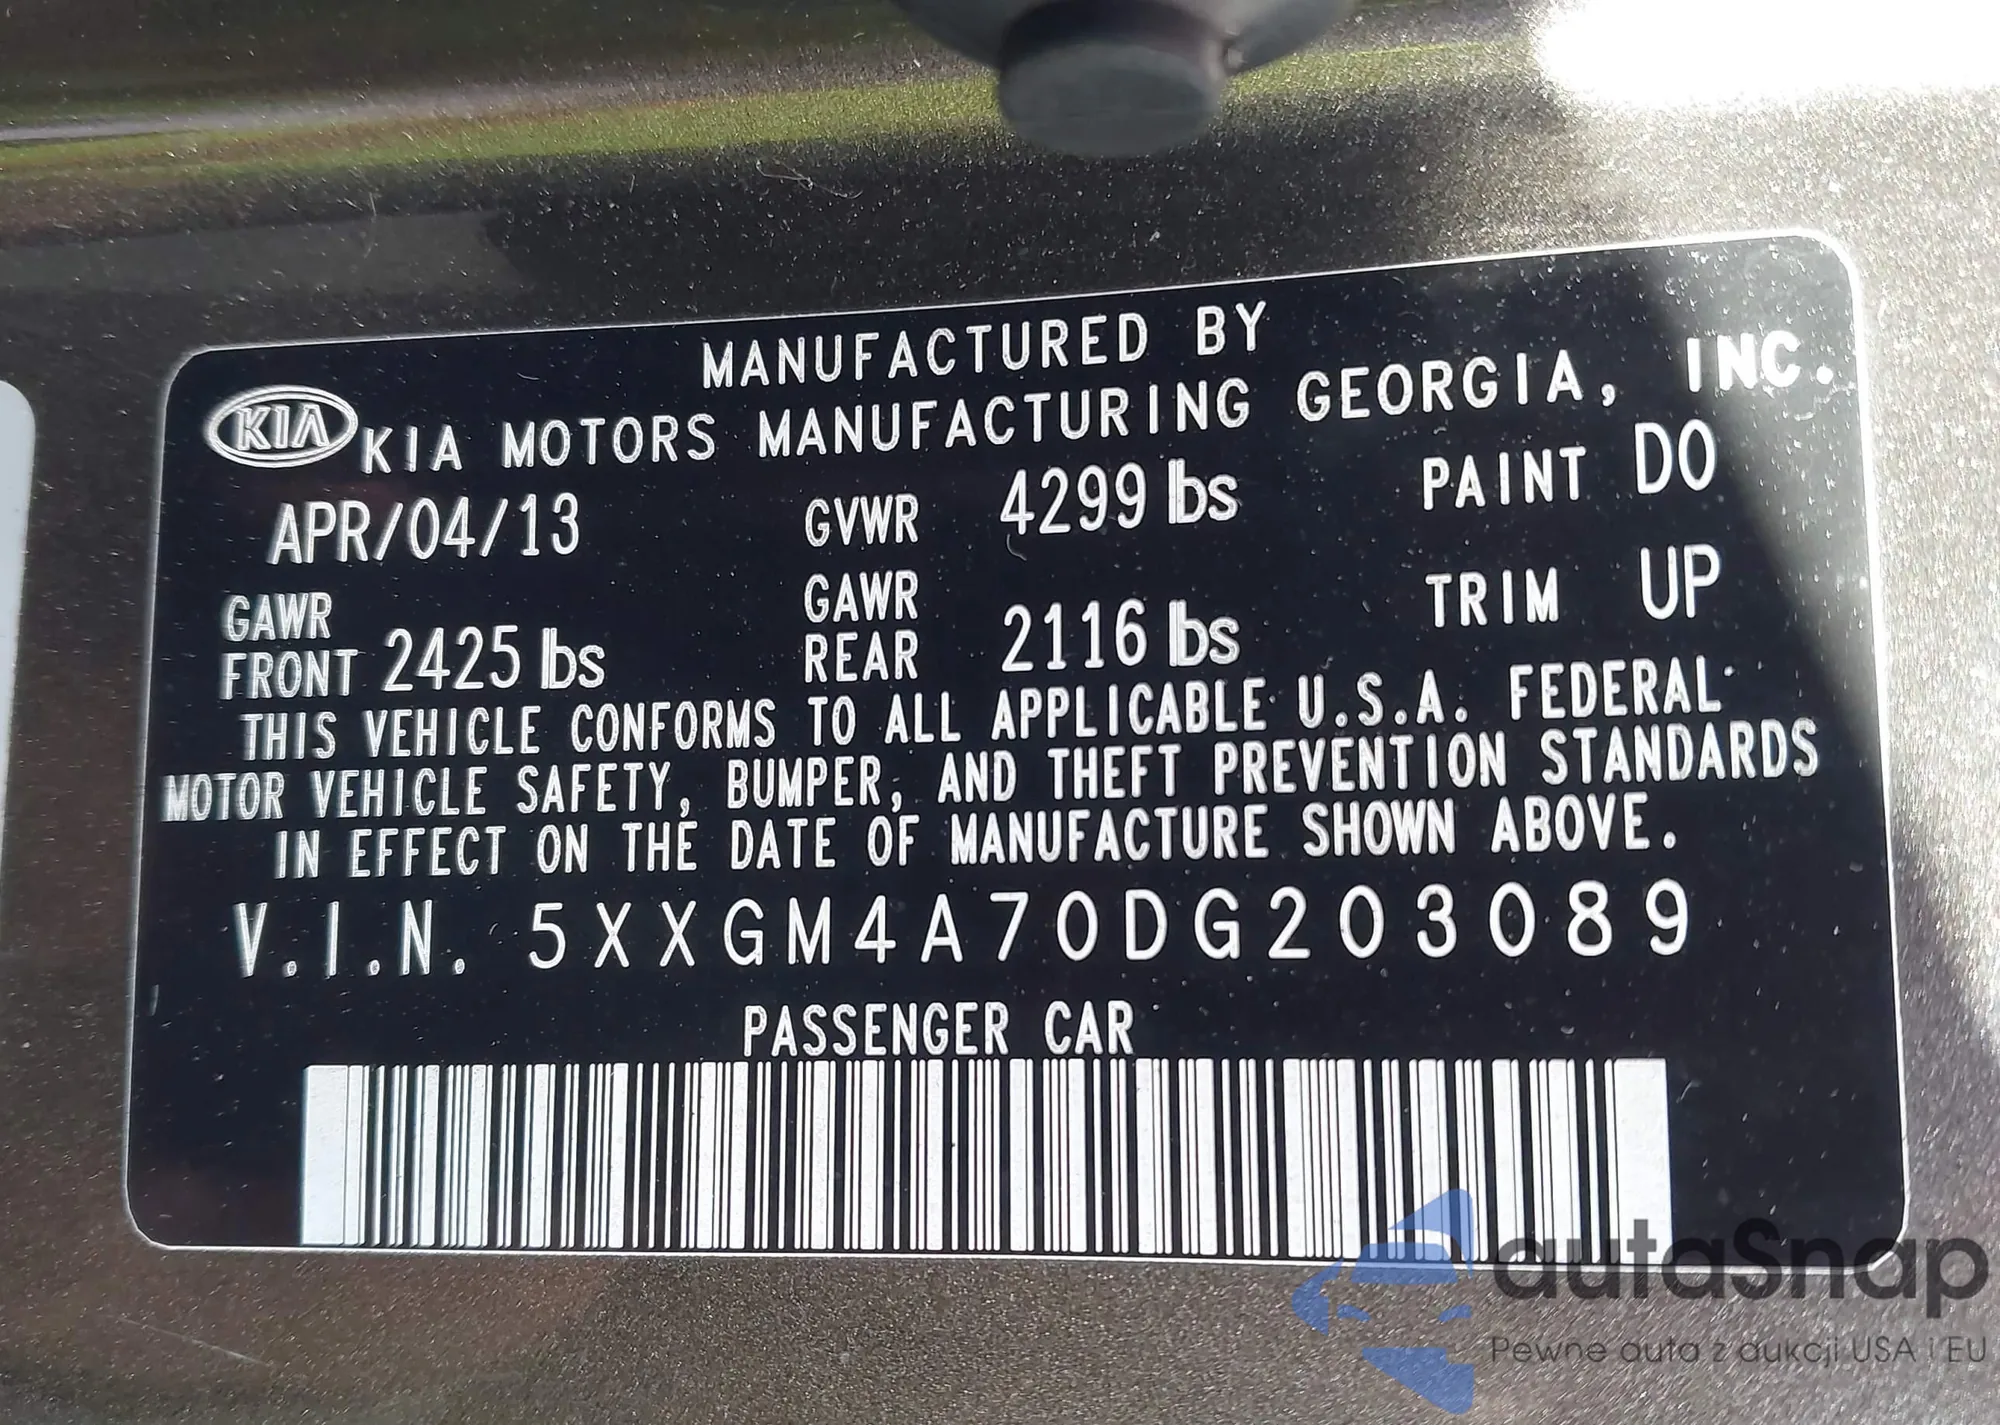 MANUFACTURED BY
KIA KIA MOTORS MANUFACTURING GEORGIA, INC.
APR/04/13 GVWR 4299 lbs PAINT DO
GAWR FRONT 2425 lbs GAWR REAR 2116 lbs TRIM UP
THIS VEHICLE CONFORMS TO ALL APPLICABLE U.S.A. FEDERAL
MOTOR VEHICLE SAFETY, BUMPER, AND THEFT PREVENTION STANDARDS
IN EFFECT ON THE DATE OF MANUFACTURE SHOWN ABOVE.
V.I.N. 5XXGM4A70DG203089
PASSENGER CAR
autaSnap
Pewne auta z aukcji USA i EU